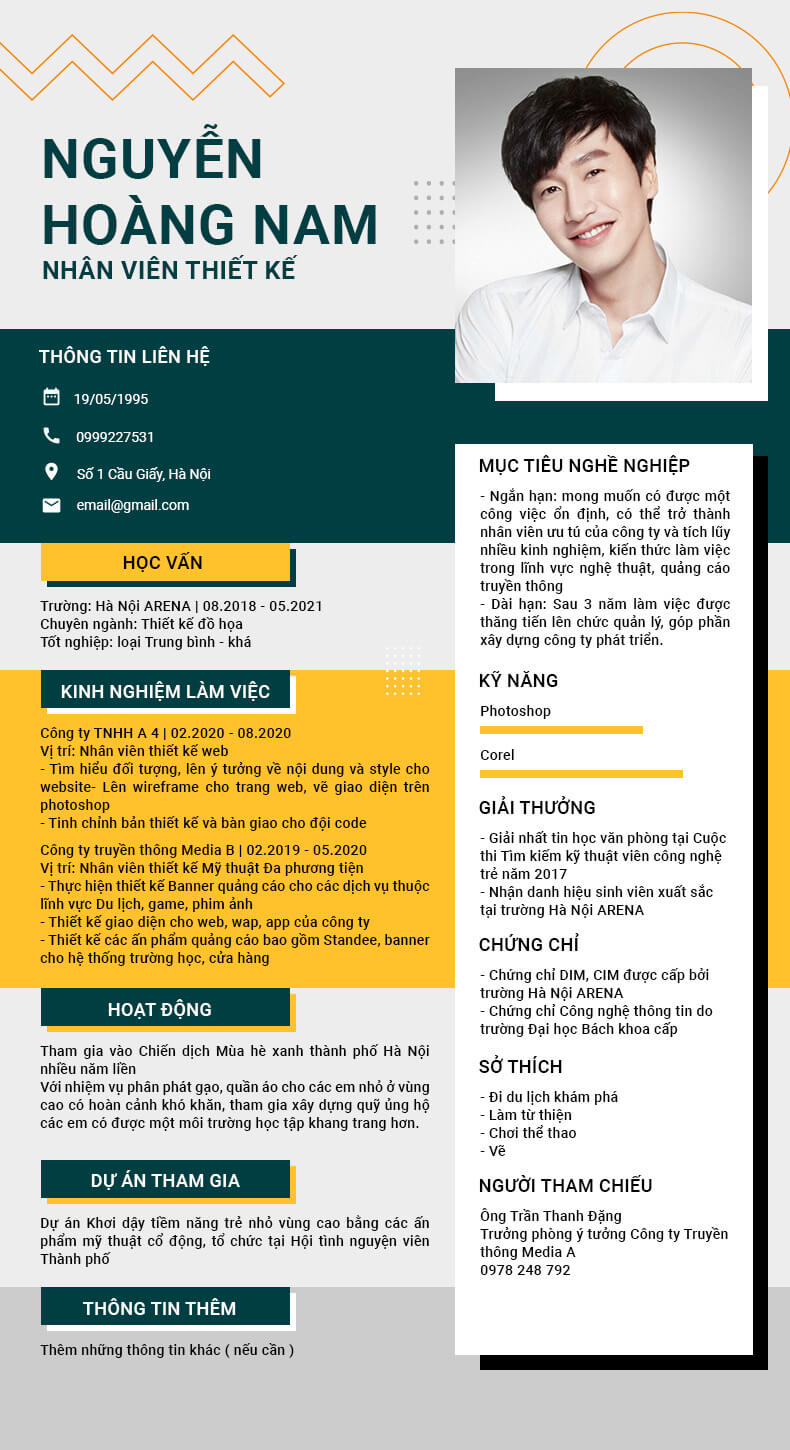 NGUYỄN
HOÀNG NAM
NHÂN VIÊN THIẾT KẾ
THÔNG TIN LIÊN HỆ
19/05/1995
0999227531
Số 1 Cầu Giấy, Hà Nội
email@gmail.com
HỌC VẤN
Trường: Hà Nội ARENA | 08.2018 - 05.2021
Chuyên ngành: Thiết kế đồ họa
Tốt nghiệp: loại Trung bình - khá
KINH NGHIỆM LÀM VIỆC
Công ty TNHH A 4 | 02.2020 - 08.2020
Vị trí: Nhân viên thiết kế web
- Tìm hiểu đối tượng, lên ý tưởng về nội dung và style cho
website- Lên wireframe cho trang web, vẽ giao diện trên
photoshop
- Tinh chỉnh bản thiết kế và bàn giao cho đội code
Công ty truyền thông Media B | 02.2019 - 05.2020
Vị trí: Nhân viên thiết kế Mỹ thuật Đa phương tiện
- Thực hiện thiết kế Banner quảng cáo cho các dịch vụ thuộc
lĩnh vực Du lịch, game, phim ảnh
- Thiết kế giao diện cho web, wap, app của công ty
- Thiết kế các ấn phẩm quảng cáo bao gồm Standee, banner
cho hệ thống trường học, cửa hàng
HOẠT ĐỘNG
Tham gia vào Chiến dịch Mùa hè xanh thành phố Hà Nội
nhiều năm liền
Với nhiệm vụ phân phát gạo, quần áo cho các em nhỏ ở vùng
cao có hoàn cảnh khó khăn, tham gia xây dựng quỹ ủng hộ
các em có được một môi trường học tập khang trang hơn.
DỰ ÁN THAM GIA
Dự án Khơi dậy tiềm năng trẻ nhỏ vùng cao bằng các ấn
phẩm mỹ thuật cổ động, tổ chức tại Hội tình nguyện viên
Thành phố
THÔNG TIN THÊM
Thêm những thông tin khác ( nếu cần )
MỤC TIÊU NGHỀ NGHIỆP
- Ngắn hạn: mong muốn có được một
công việc ổn định, có thể trở thành
nhân viên ưu tú của công ty và tích lũy
nhiều kinh nghiệm, kiến thức làm việc
trong lĩnh vực nghệ thuật, quảng cáo
truyền thông
- Dài hạn: Sau 3 năm làm việc được
thăng tiến lên chức quản lý, góp phần
xây dựng công ty phát triển.
KỸ NĂNG
Photoshop
Corel
GIẢI THƯỞNG
- Giải nhất tin học văn phòng tại Cuộc
thi Tìm kiếm kỹ thuật viên công nghệ
trẻ năm 2017
- Nhận danh hiệu sinh viên xuất sắc
tại trường Hà Nội ARENA
CHỨNG CHỈ
- Chứng chỉ DIM, CIM được cấp bởi
trường Hà Nội ARENA
- Chứng chỉ Công nghệ thông tin do
trường Đại học Bách khoa cấp
SỞ THÍCH
- Đi du lịch khám phá
- Làm từ thiện
- Chơi thể thao
- Vẽ
NGƯỜI THAM CHIẾU
Ông Trần Thanh Đặng
Trưởng phòng ý tưởng Công ty Truyền
thông Media A
0978 248 792